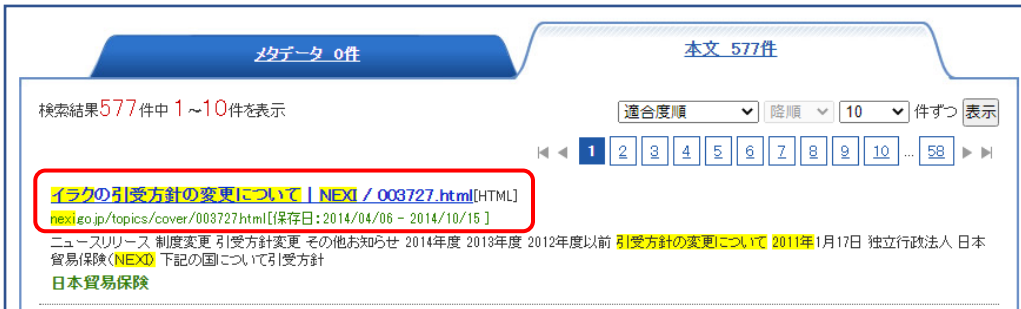 メタデータ 0件
本文 577件
検索結果577件中 1～10件を表示
適合度順 降順 10 件ずつ 表示
1 2 3 4 5 6 7 8 9 10 ... 58
イラクの引受方針の変更について | NEXI / 003727.html[HTML]
nexi.go.jp/topics/cover/003727.html[保存日:2014/04/06 - 2014/10/15 ]
ニュースリリース 制度変更 引受方針変更 その他お知らせ 2014年度 2013年度 2012年度以前 引受方針の変更について 2011年1月17日 独立行政法人 日本
貿易保険(NEXI) 下記の国について引受方針
日本貿易保険